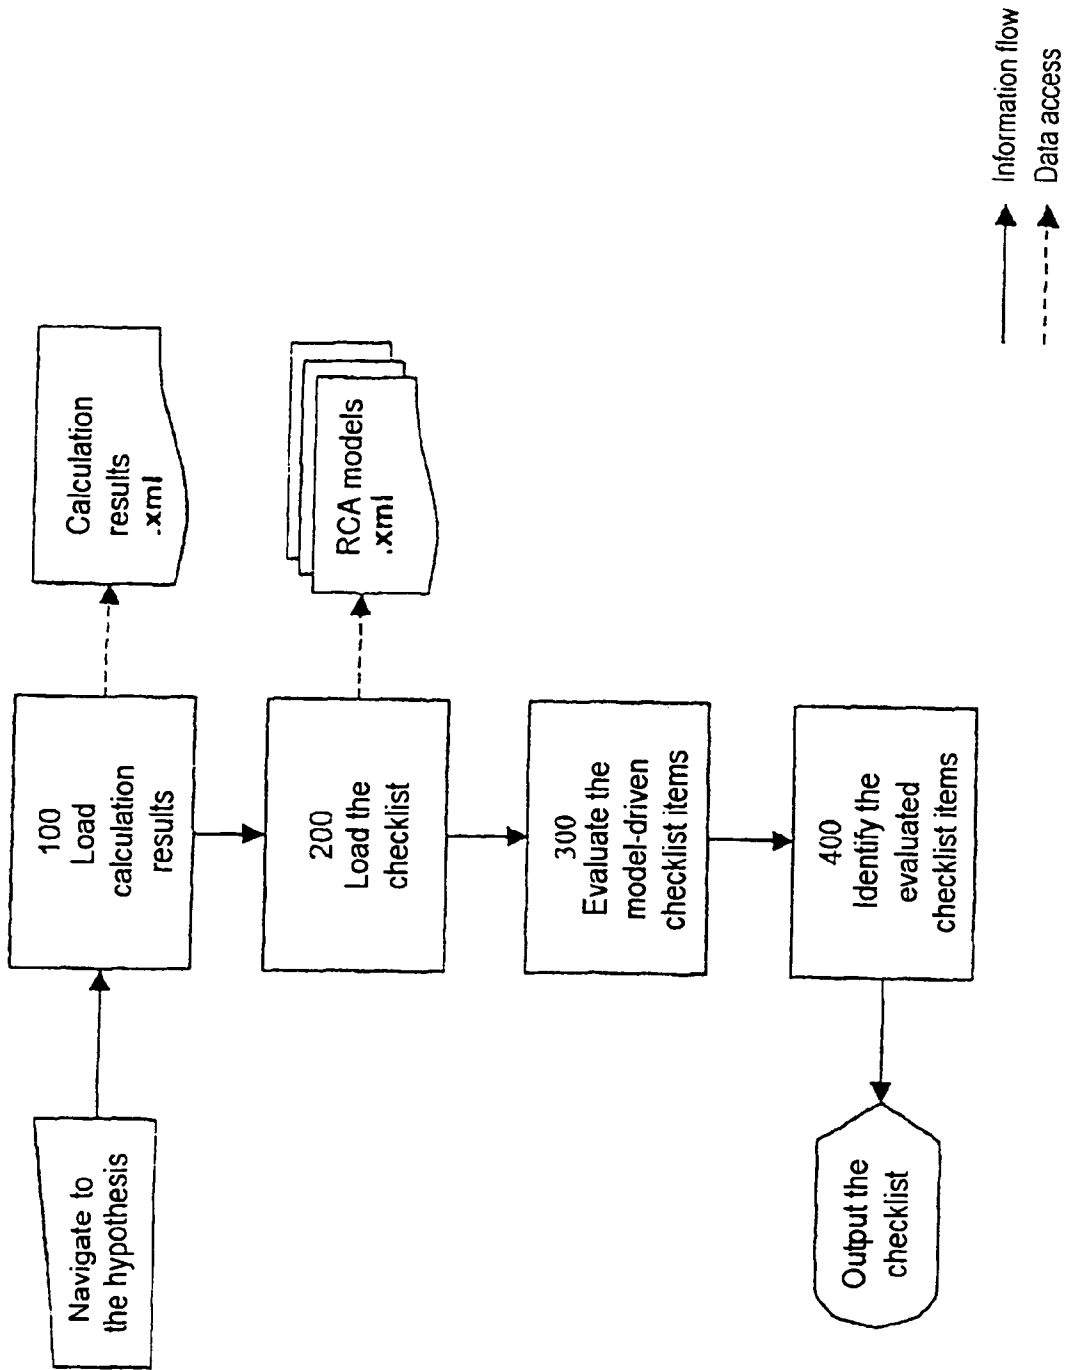 Navigate to
the hypothesis
100
Load
calculation
results
Calculation
results
.xml
200
Load the
checklist
RCA models
.xml
300
Evaluate the
model-driven
checklist items
400
Identify the
evaluated
checklist items
Output the
checklist
Information flow
Data access